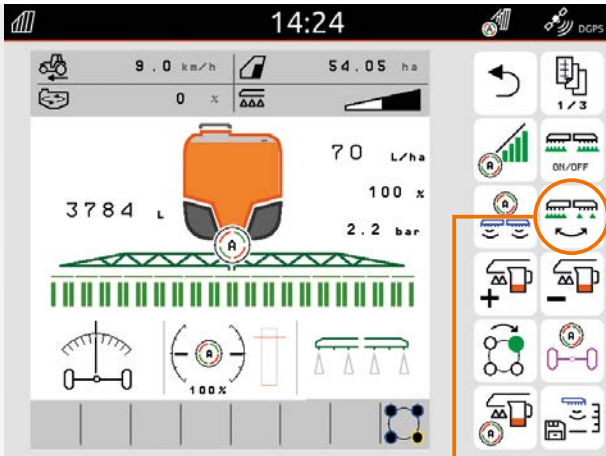 14:24
DGPS
9.0 km/h
54.05 ha
0 %
1/3
70 L/ha
A
ON/OFF
100 %
A
3784 L
2.2 bar
A
A
A
100%
A
A